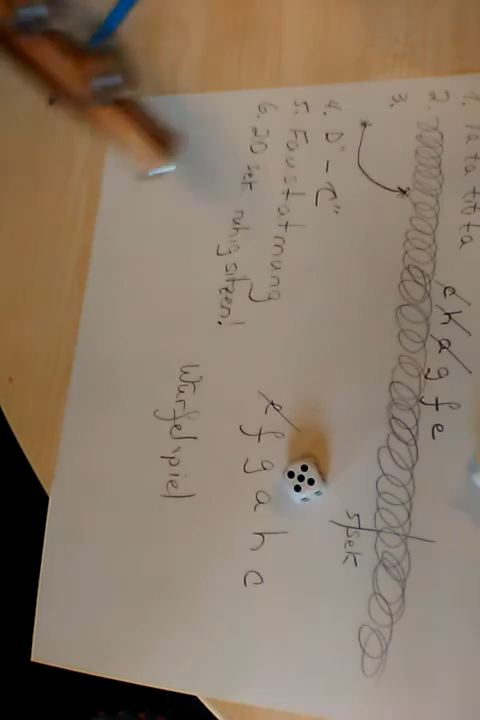 1. Ta ta titi ta
2.
3.
4. D" - C"
5. Faustatmung
6. 20 sek ruhig sitzen!
c h a g f e
5 sek
e f g a h c
Würfelspiel